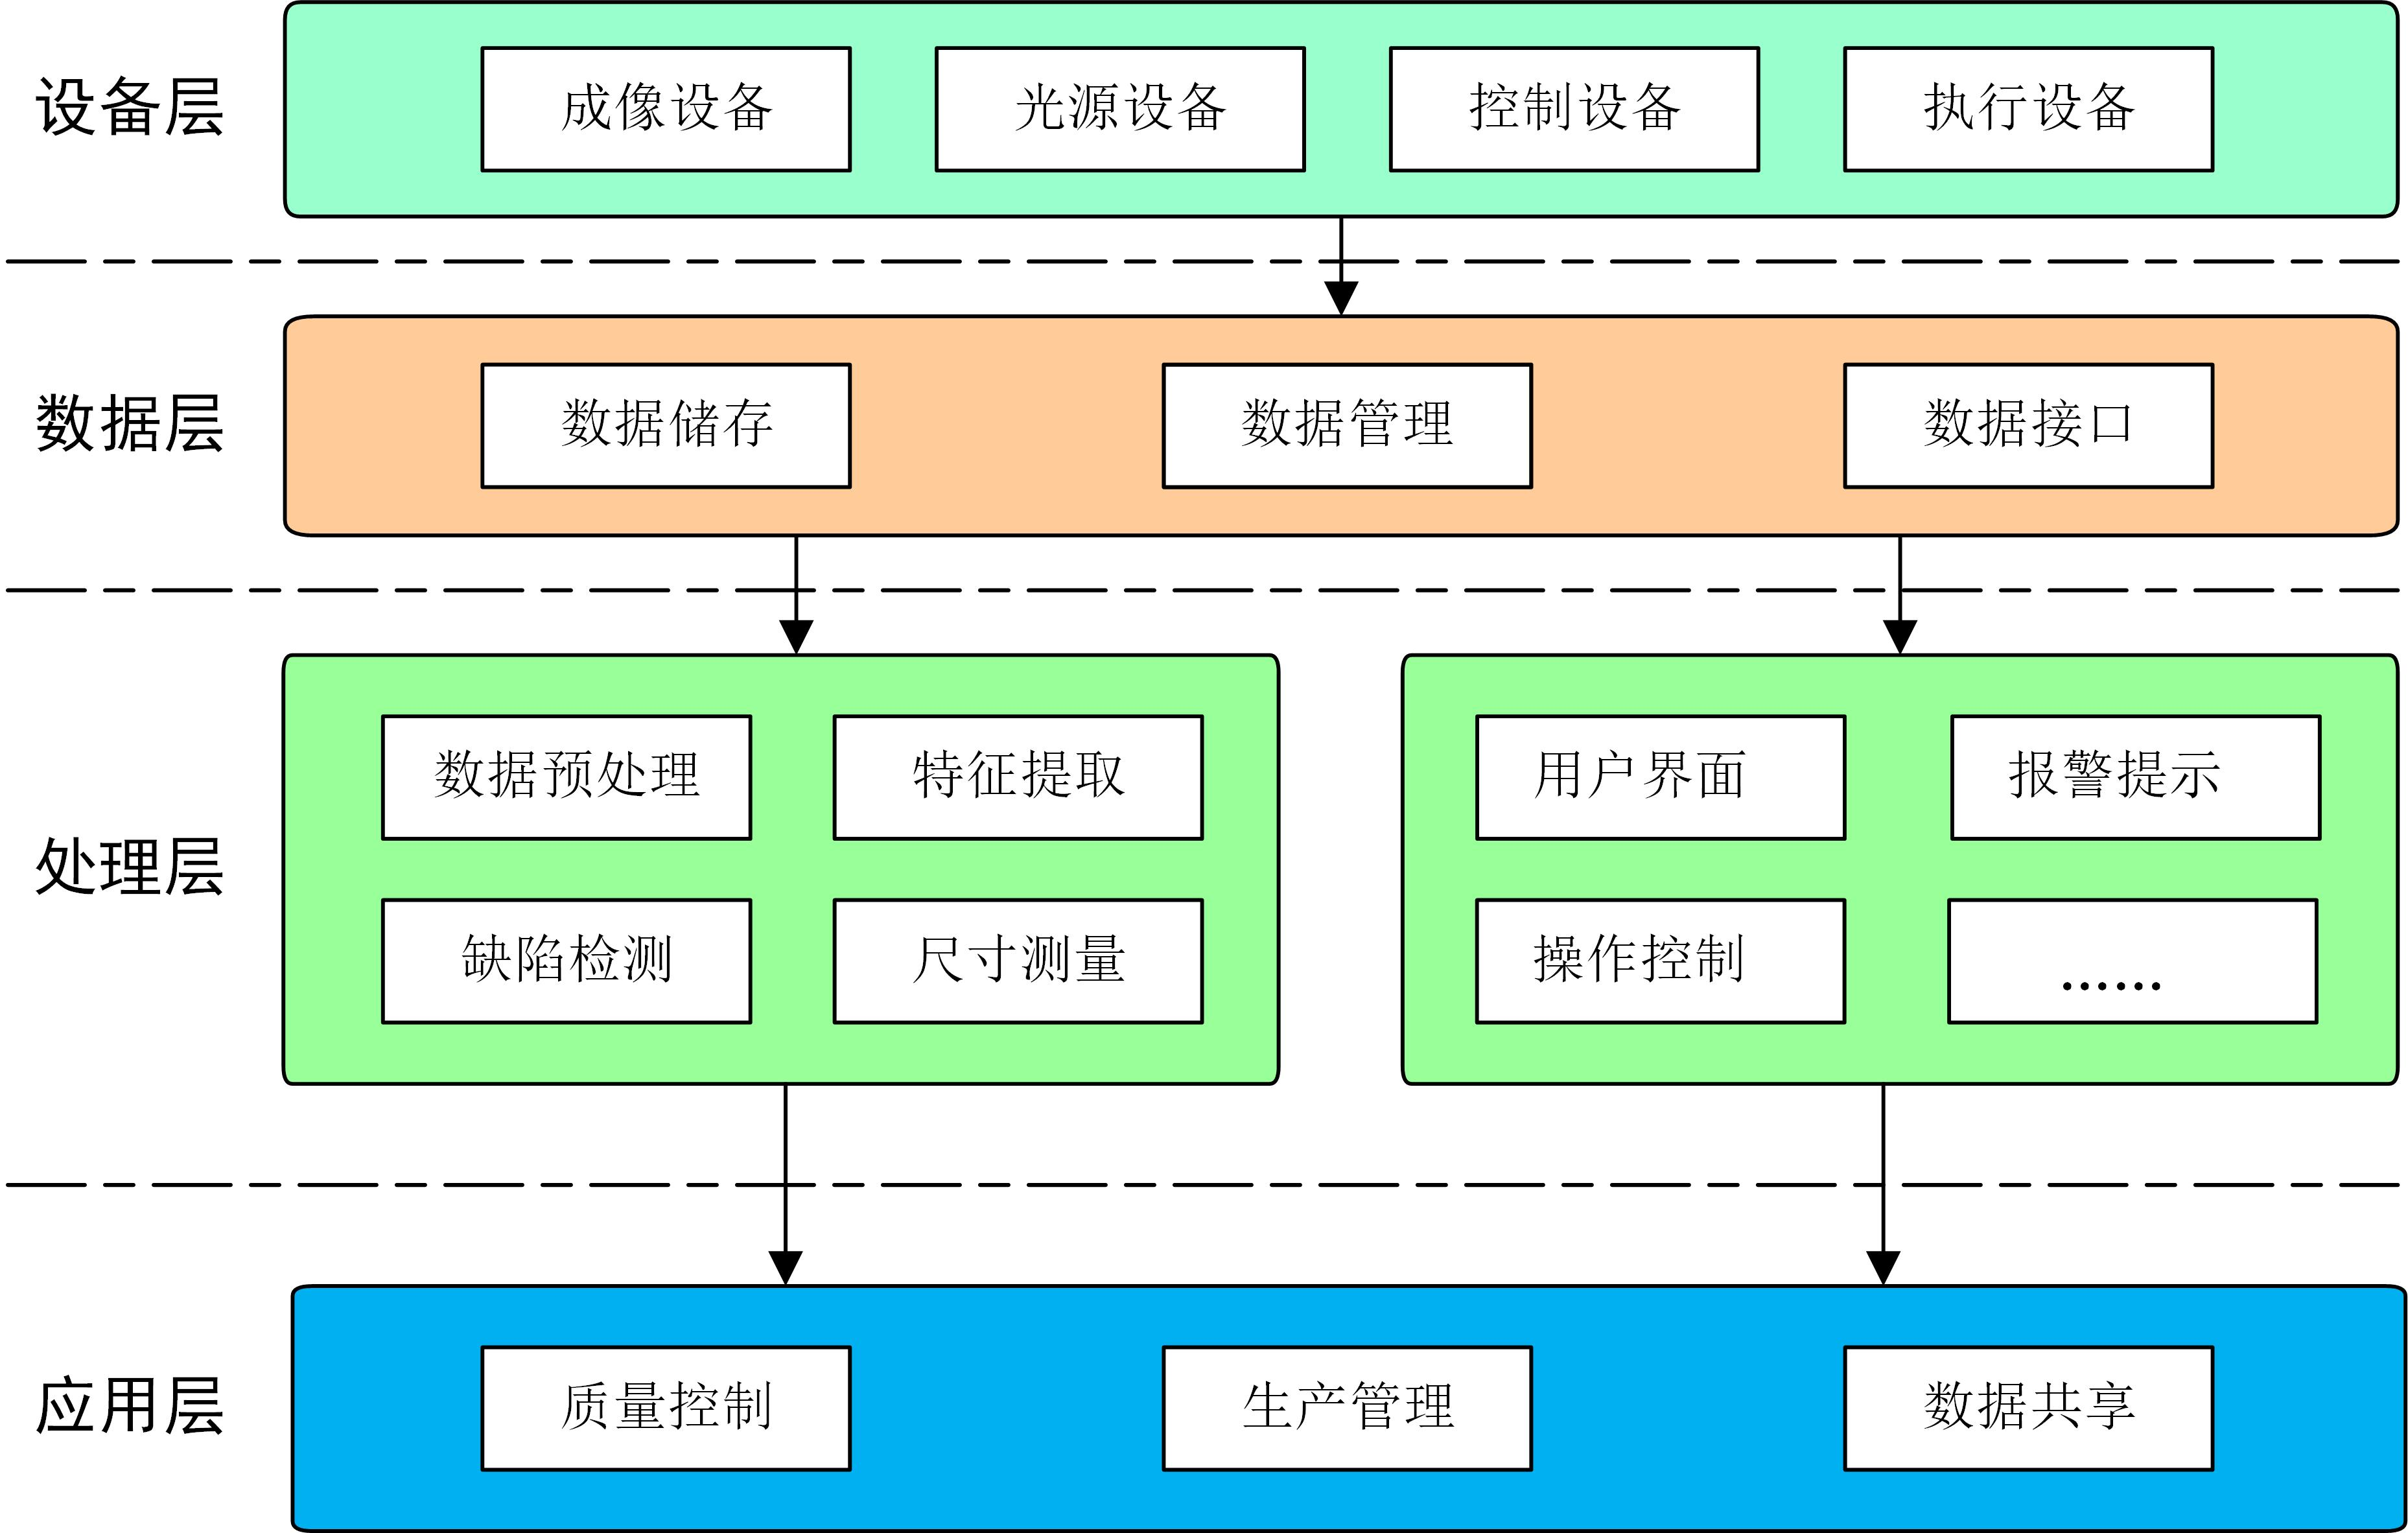 设备层
成像设备
光源设备
控制设备
执行设备
数据层
数据储存
数据管理
数据接口
处理层
数据预处理
特征提取
缺陷检测
尺寸测量
用户界面
报警提示
操作控制
……
应用层
质量控制
生产管理
数据共享